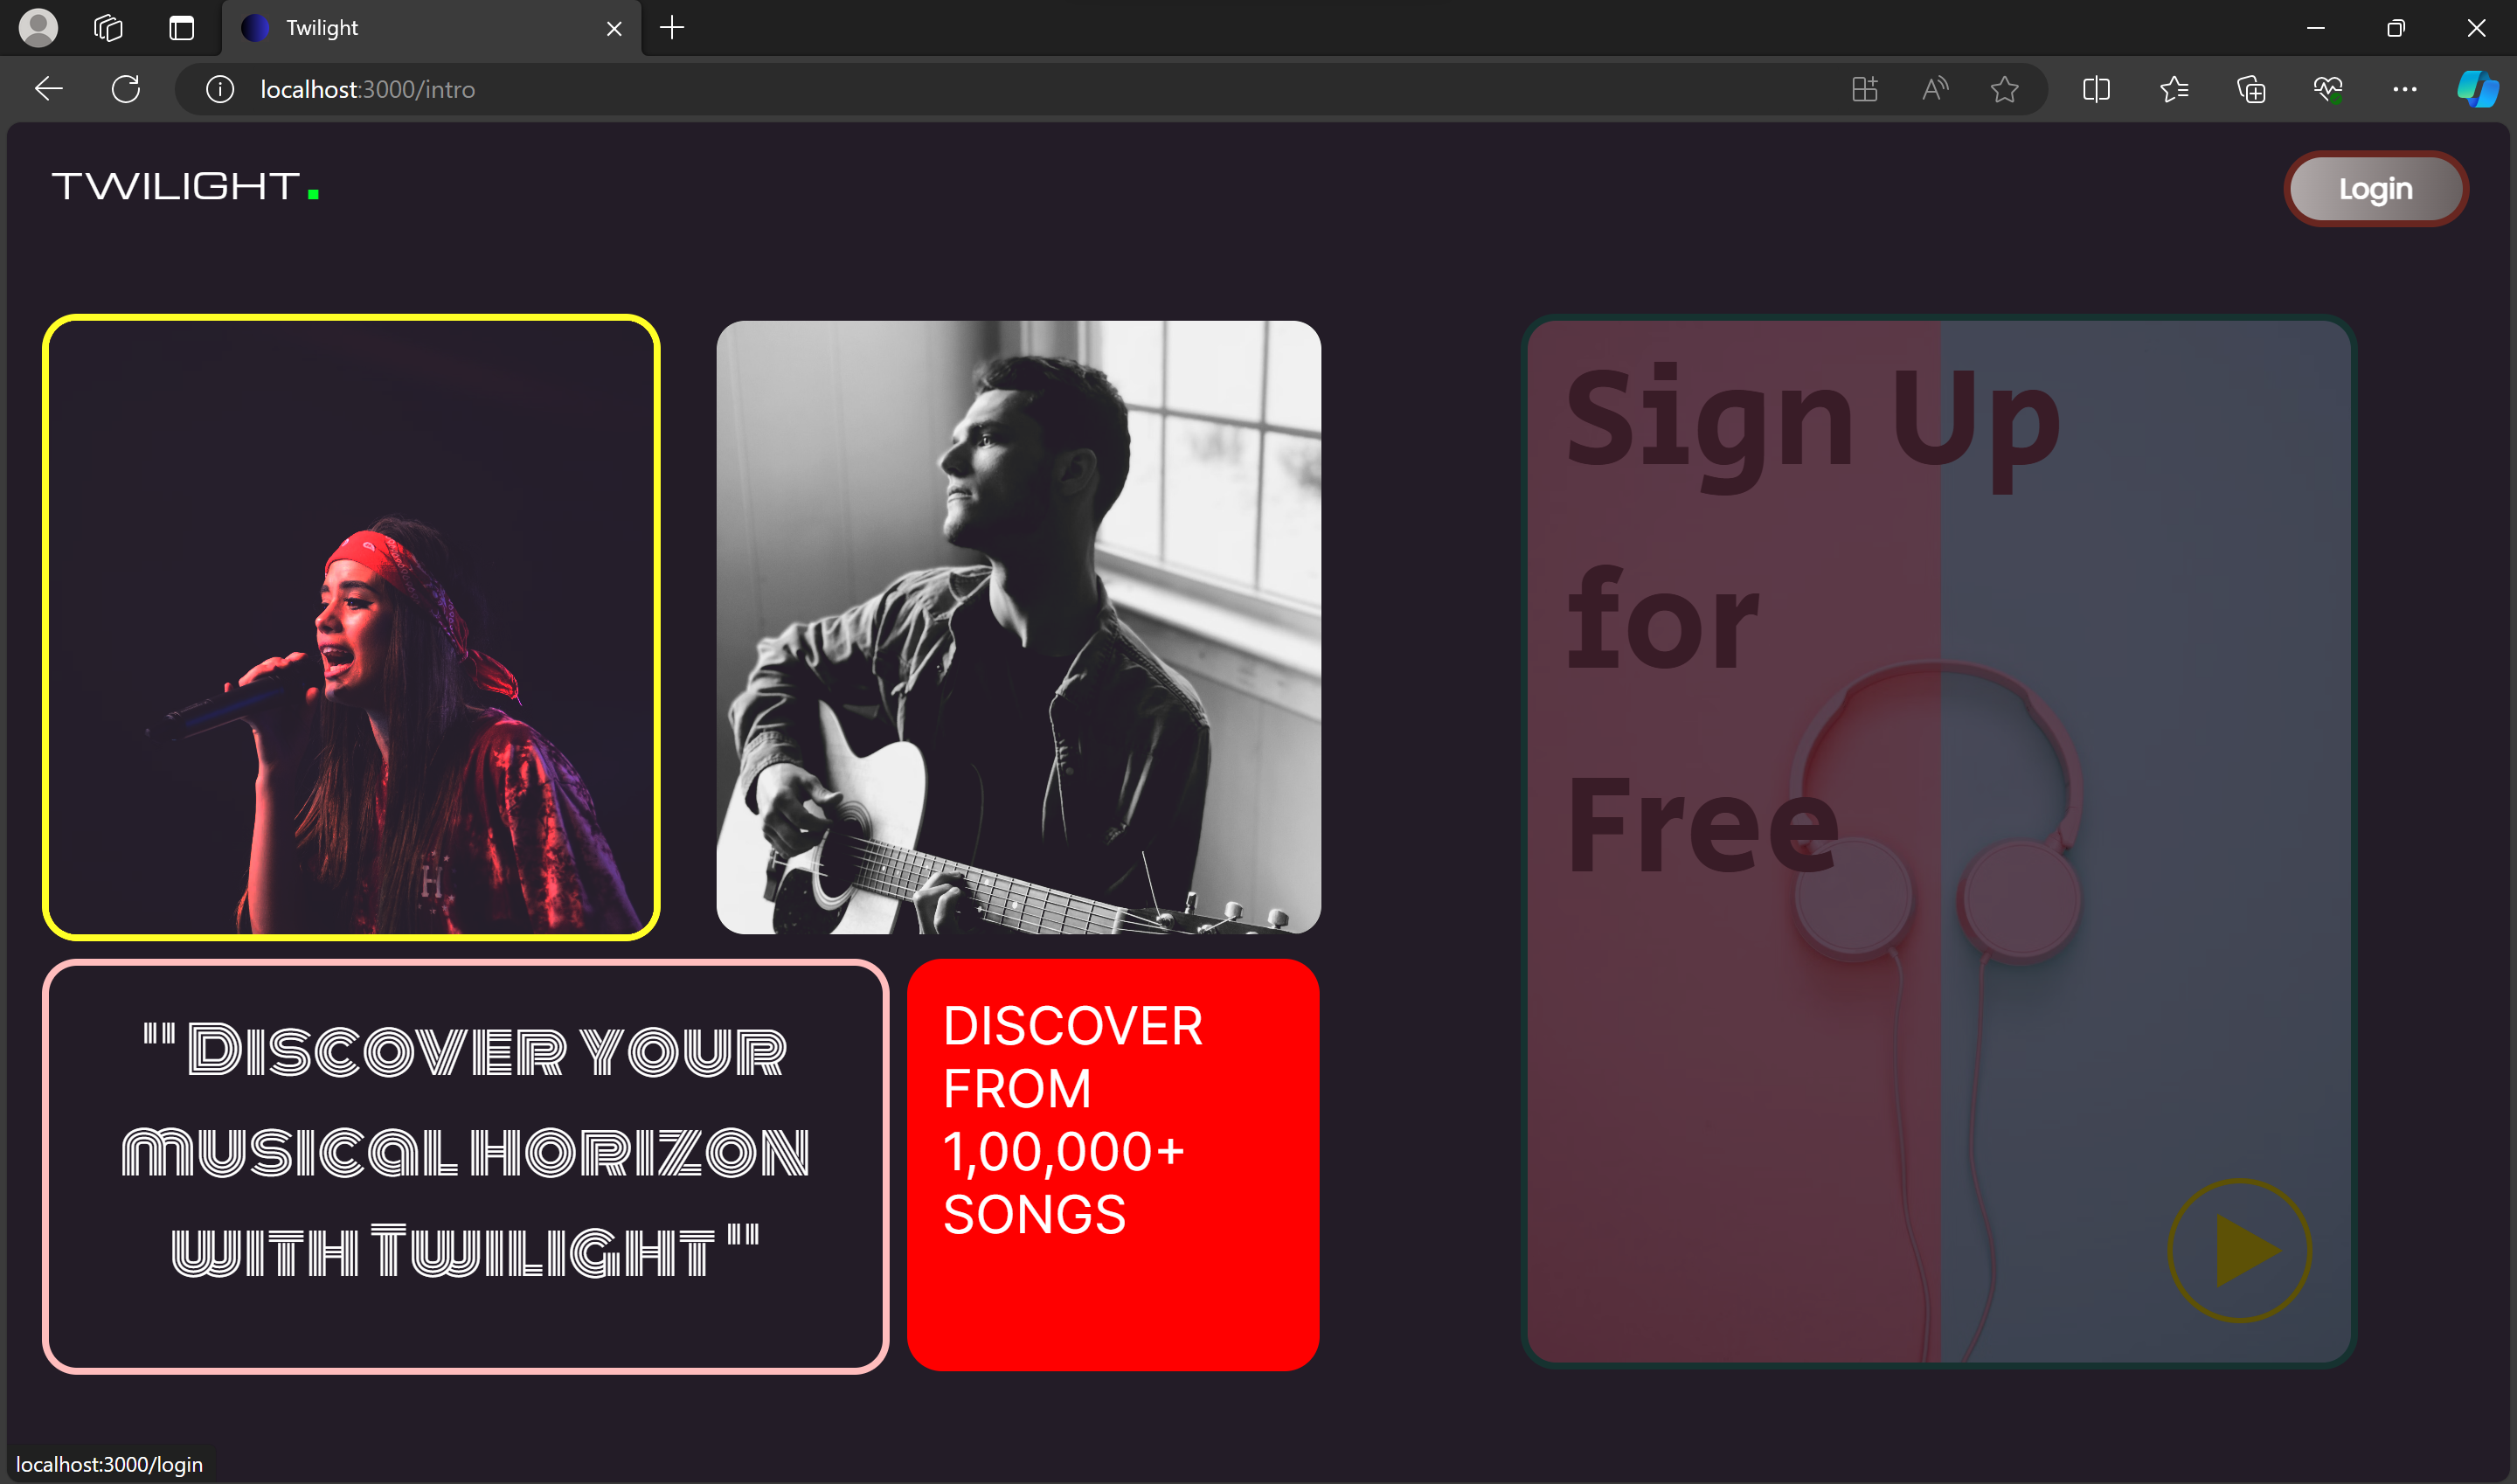 Twilight
localhost:3000/intro
TWILIGHT.
Login
Sign Up
for
Free
"Discover your
musical horizon
with Twilight"
DISCOVER
FROM
1,00,000+
SONGS
H
localhost:3000/login